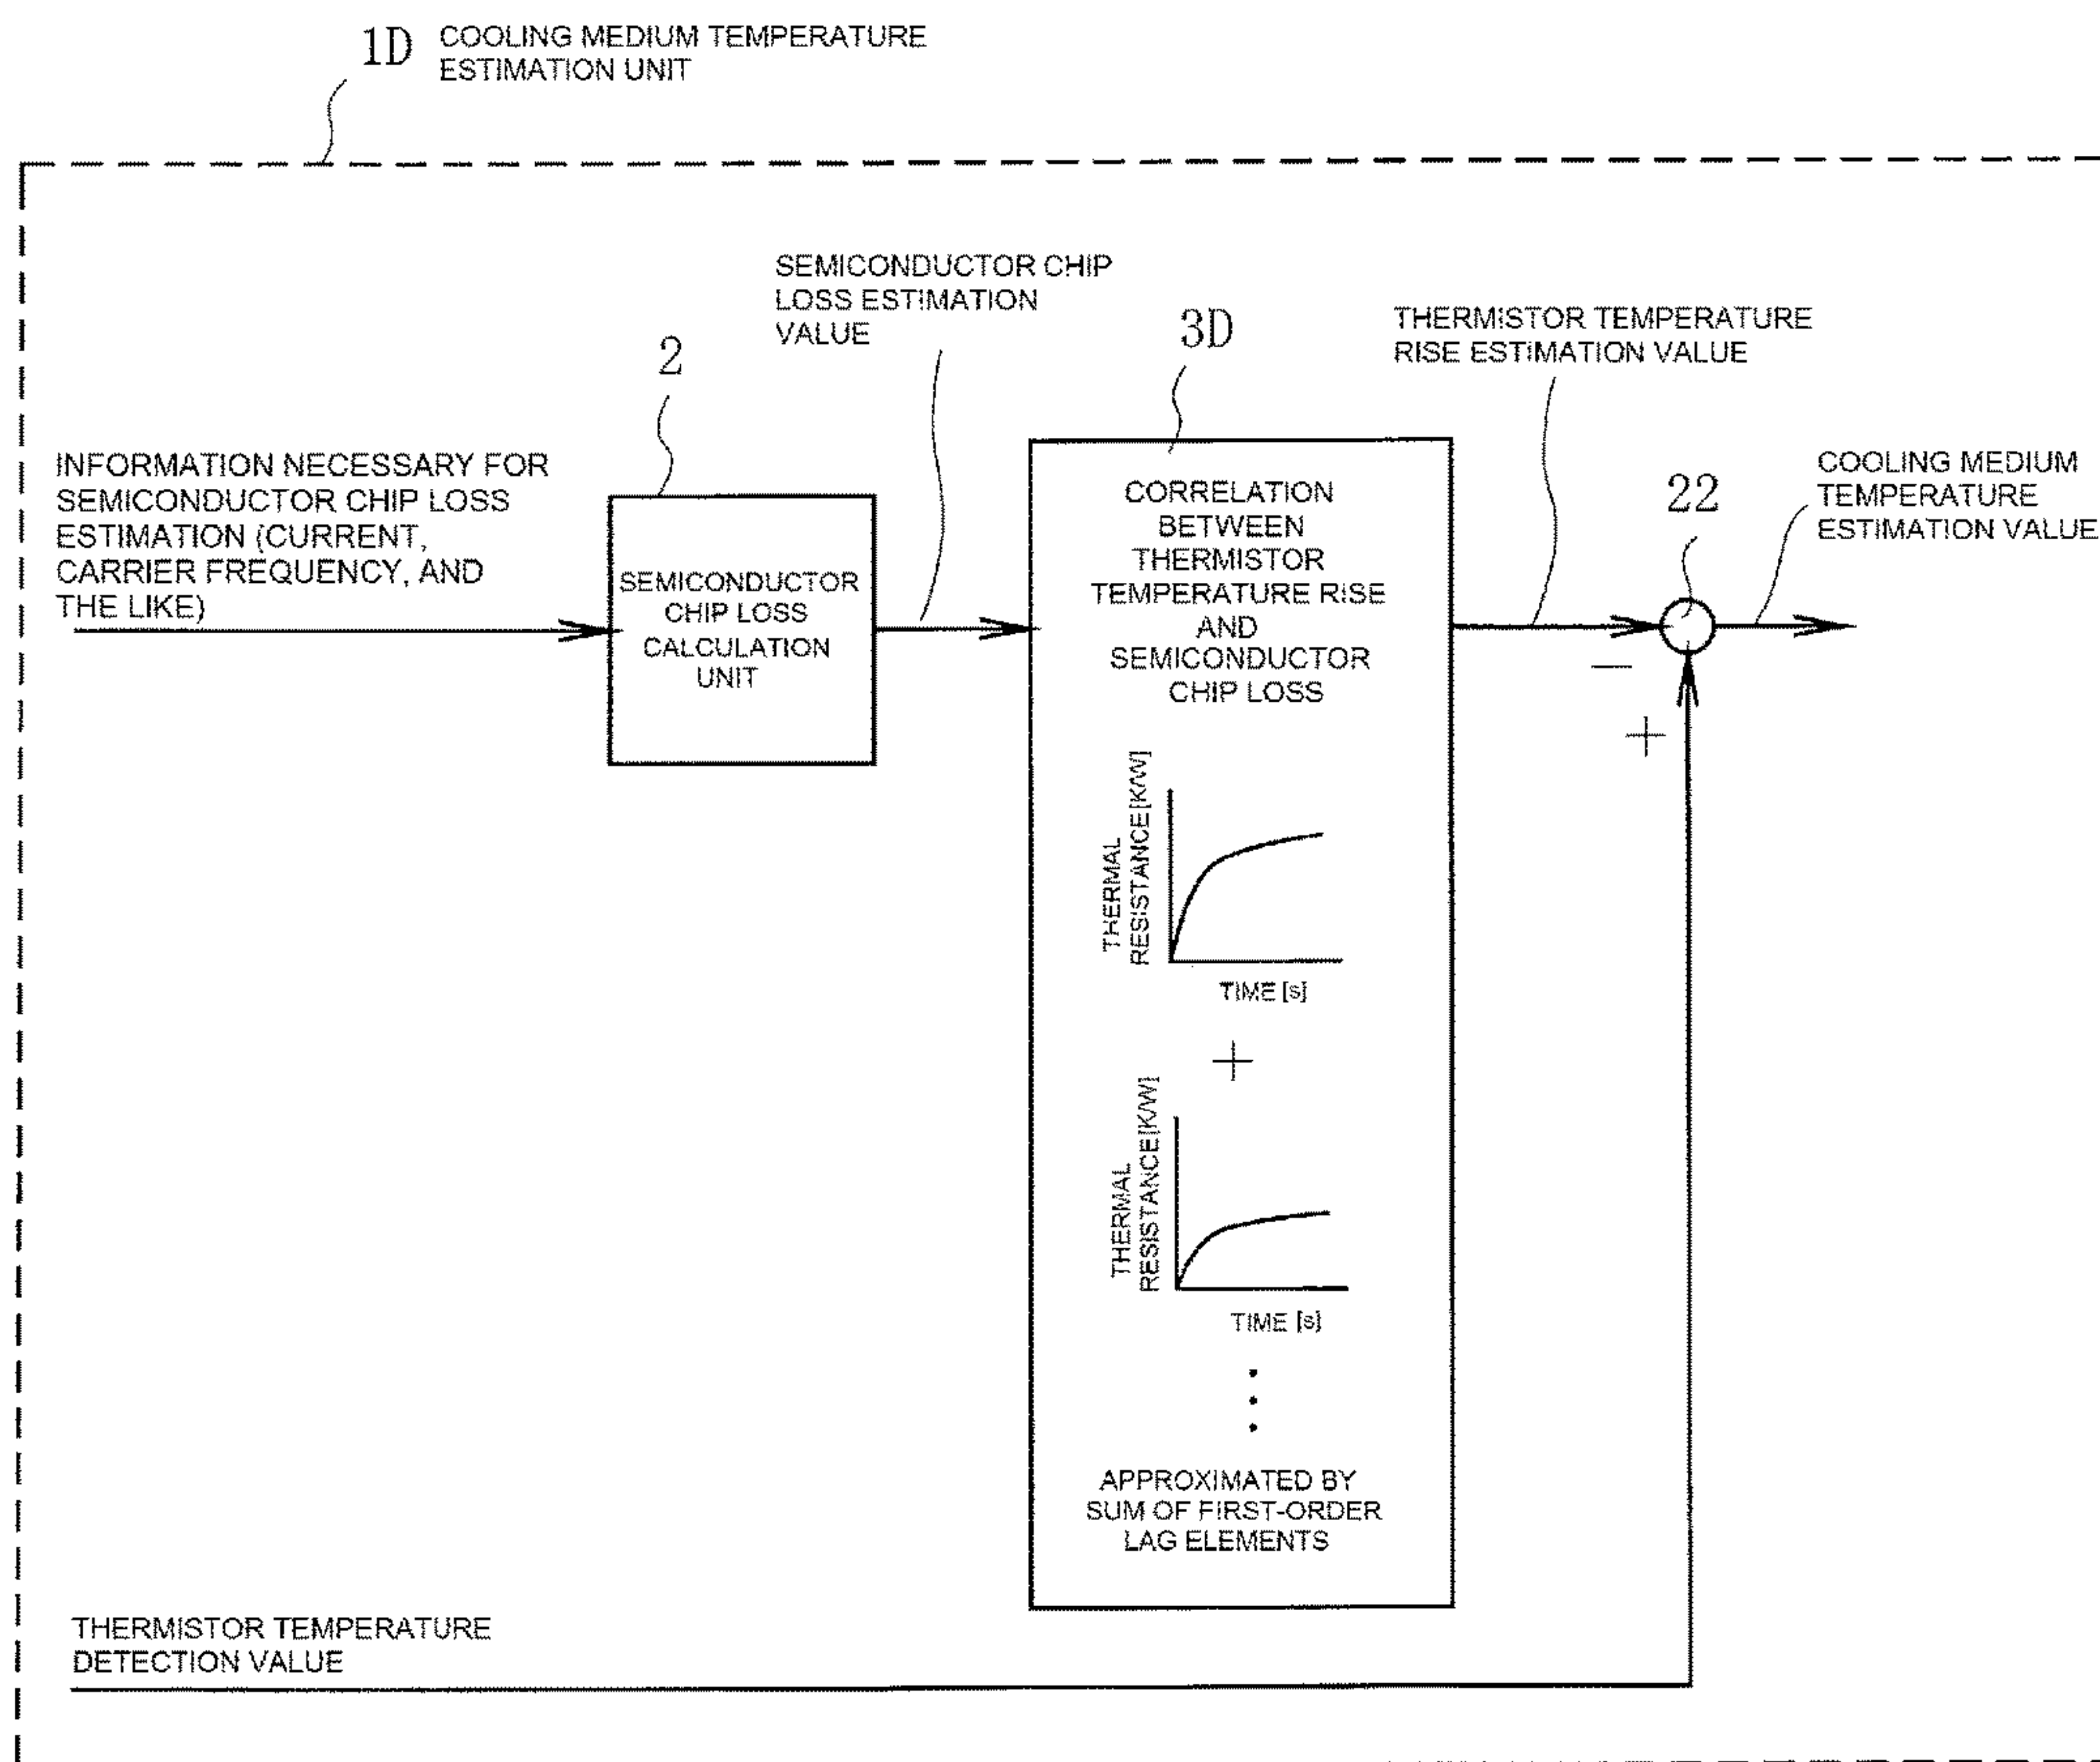 1D COOLING MEDIUM TEMPERATURE
ESTIMATION UNIT
SEMICONDUCTOR CHIP
LOSS ESTIMATION
VALUE
2
3D
THERMISTOR TEMPERATURE
RISE ESTIMATION VALUE
INFORMATION NECESSARY FOR
SEMICONDUCTOR CHIP LOSS
ESTIMATION (CURRENT,
CARRIER FREQUENCY, AND
THE LIKE)
SEMICONDUCTOR
CHIP LOSS
CALCULATION
UNIT
CORRELATION
BETWEEN
THERMISTOR
TEMPERATURE RISE
AND
SEMICONDUCTOR
CHIP LOSS
22
COOLING MEDIUM
TEMPERATURE
ESTIMATION VALUE
—
+
THERMAL
RESISTANCE[K/W]
TIME [s]
+
THERMAL
RESISTANCE[K/W]
TIME [s]
APPROXIMATED BY
SUM OF FIRST-ORDER
LAG ELEMENTS
THERMISTOR TEMPERATURE
DETECTION VALUE